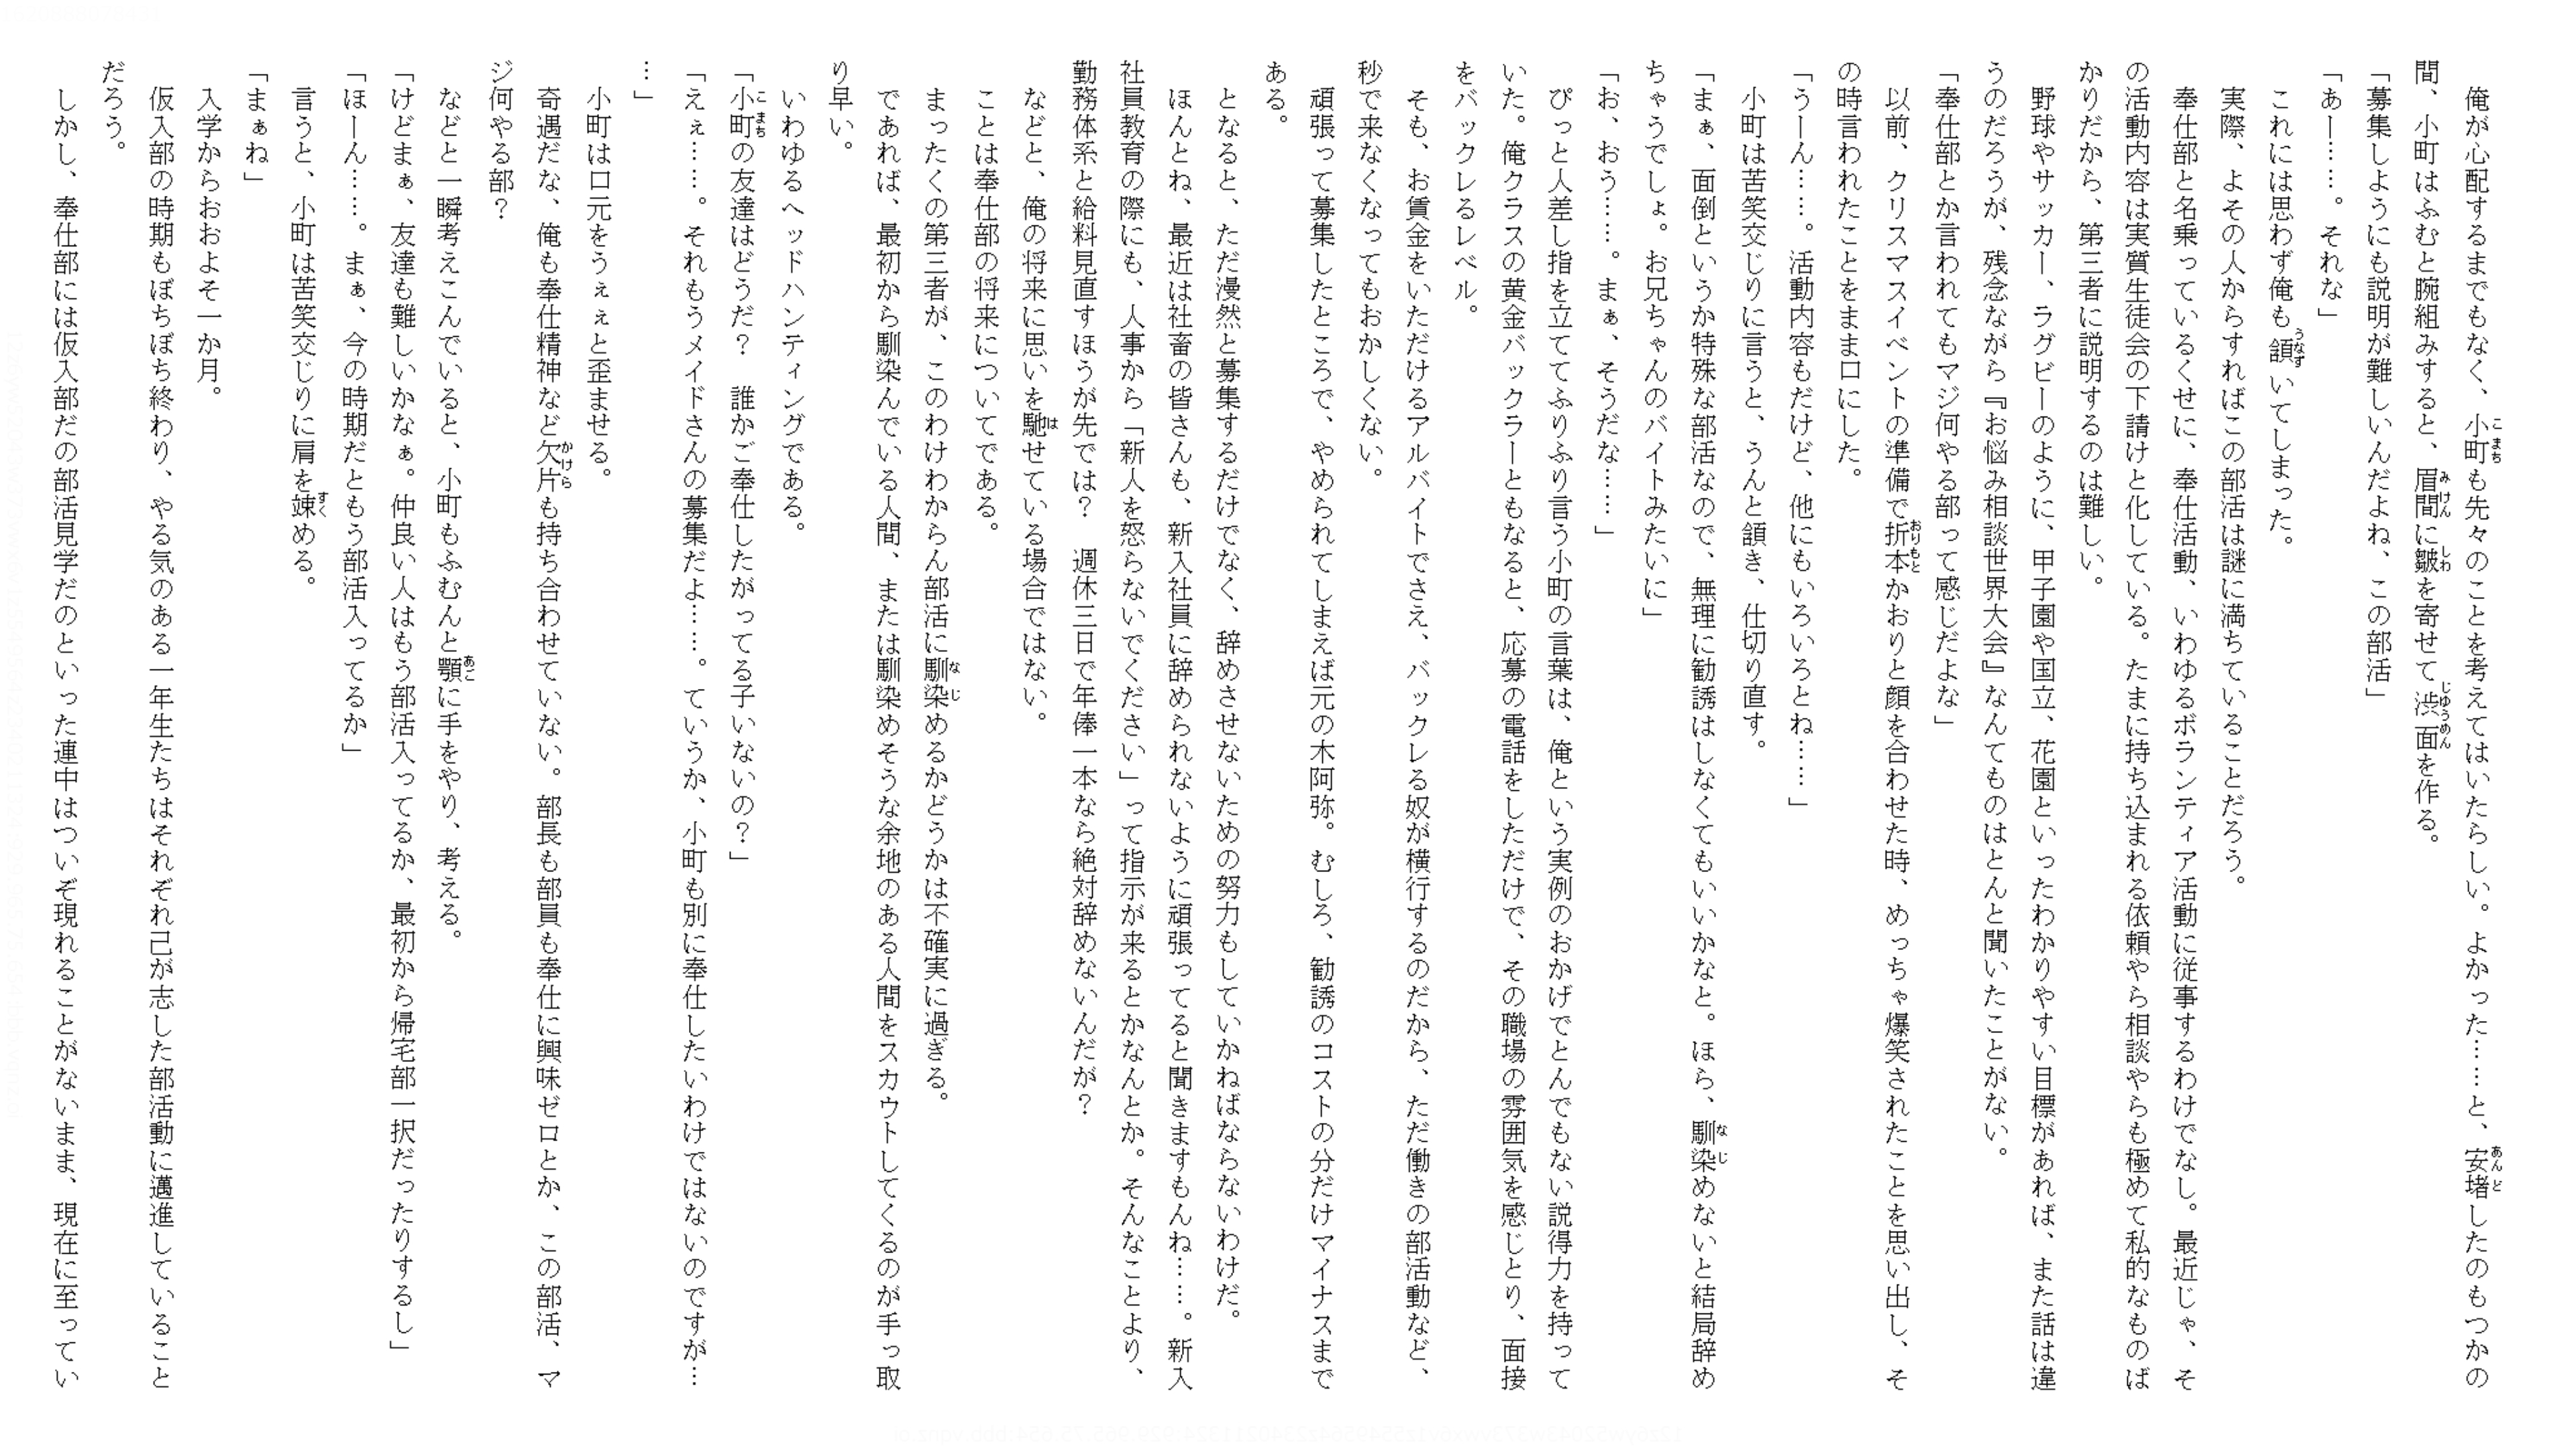 俺が心配するまでもなく、小町も先々のことを考えてはいたらしい。よかった……と、安堵したのもつかの
間、小町はふむと腕組みすると、眉間に皺を寄せて渋面を作る。
「募集しようにも説明が難しいんだよね、この部活」
「あー……。それな」
これには思わず俺も頷いてしまった。
実際、よその人からすればこの部活は謎に満ちていることだろう。
奉仕部と名乗っているくせに、奉仕活動、いわゆるボランティア活動に従事するわけでなし。最近じゃ、そ
の活動内容は実質生徒会の下請けと化している。たまに持ち込まれる依頼やら相談やらも極めて私的なものば
かりだから、第三者に説明するのは難しい。
野球やサッカー、ラグビーのように、甲子園や国立、花園といったわかりやすい目標があれば、また話は違
うのだろうが、残念ながら『お悩み相談世界大会』なんてものはとんと聞いたことがない。
「奉仕部とか言われてもマジ何やる部って感じだよな」
以前、クリスマスイベントの準備で折本かおりと顔を合わせた時、めっちゃ爆笑されたことを思い出し、そ
の時言われたことをまま口にした。
「うーん……。活動内容もだけど、他にもいろいろとね……」
小町は苦笑交じりに言うと、うんと頷き、仕切り直す。
「まぁ、面倒というか特殊な部活なので、無理に勧誘はしなくてもいいかなと。ほら、馴染めないと結局辞め
ちゃうでしょ。お兄ちゃんのバイトみたいに」
「お、おう……。まぁ、そうだな……」
ぴっと人差し指を立ててふりふり言う小町の言葉は、俺という実例のおかげでとんでもない説得力を持って
いた。俺クラスの黄金バックラーともなると、応募の電話をしただけで、その職場の雰囲気を感じとり、面接
をバックレるレベル。
そも、お賃金をいただけるアルバイトでさえ、バックレる奴が横行するのだから、ただ働きの部活動など、
秒で来なくなってもおかしくない。
頑張って募集したところで、やめられてしまえば元の木阿弥。むしろ、勧誘のコストの分だけマイナスまで
ある。
となると、ただ漫然と募集するだけでなく、辞めさせないための努力もしていかねばならないわけだ。
ほんとね、最近は社畜の皆さんも、新入社員に辞められないように頑張ってると聞きますもんね……。新入
社員教育の際にも、人事から「新人を怒らないでください」って指示が来るとかなんとか。そんなことより、
勤務体系と給料見直すほうが先では？　週休三日で年俸一本なら絶対辞めないんだが？
などと、俺の将来に思いを馳せている場合ではない。
ことは奉仕部の将来についてである。
まったくの第三者が、このわけわからん部活に馴染めるかどうかは不確実に過ぎる。
であれば、最初から馴染んでいる人間、または馴染めそうな余地のある人間をスカウトしてくるのが手っ取
り早い。
いわゆるヘッドハンティングである。
「小町の友達はどうだ？　誰かご奉仕したがってる子いないの？」
「えぇ……。それもうメイドさんの募集だよ……。ていうか、小町も別に奉仕したいわけではないのですが…
…」
小町は口元をうぇぇと歪ませる。
奇遇だな、俺も奉仕精神など欠片も持ち合わせていない。部長も部員も奉仕に興味ゼロとか、この部活、マ
ジ何やる部？
などと一瞬考えこんでいると、小町もふむんと顎に手をやり、考える。
「けどまぁ、友達も難しいかなぁ。仲良い人はもう部活入ってるか、最初から帰宅部一択だったりするし」
「ほーん……。まぁ、今の時期だともう部活入ってるか」
言うと、小町は苦笑交じりに肩を竦める。
「まぁね」
入学からおおよそ一か月。
仮入部の時期もぼちぼち終わり、やる気のある一年生たちはそれぞれ己が志した部活動に邁進していること
だろう。
しかし、奉仕部には仮入部だの部活見学だのといった連中はついぞ現れることがないまま、現在に至ってい